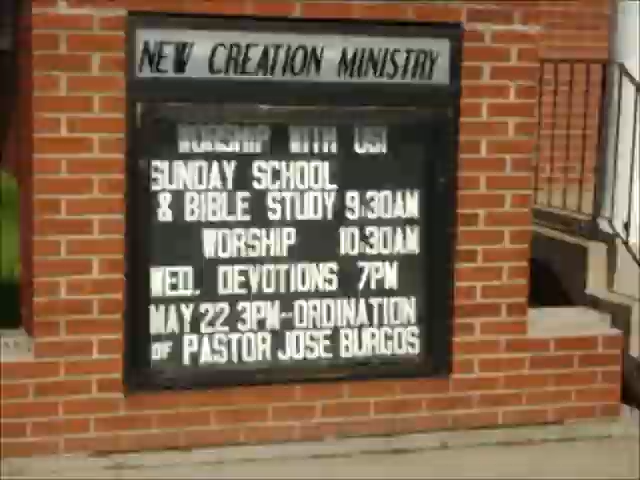 NEW CREATION MINISTRY
WORSHIP WITH US!
SUNDAY SCHOOL
& BIBLE STUDY 9:30AM
WORSHIP 10:30AM
WED. DEVOTIONS 7PM
MAY 22 3PM-ORDINATION
OF PASTOR JOSE BURGOS